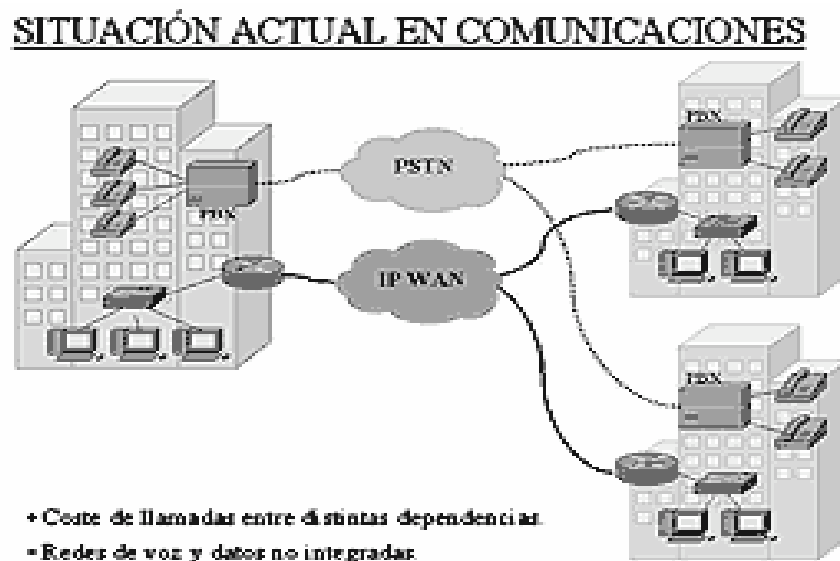 SITUACIÓN ACTUAL EN COMUNICACIONES
PBX
PSTN
PBX
IP WAN
PBX
• Coste de llamadas entre distintas dependencias.
• Redes de voz y datos no integradas.